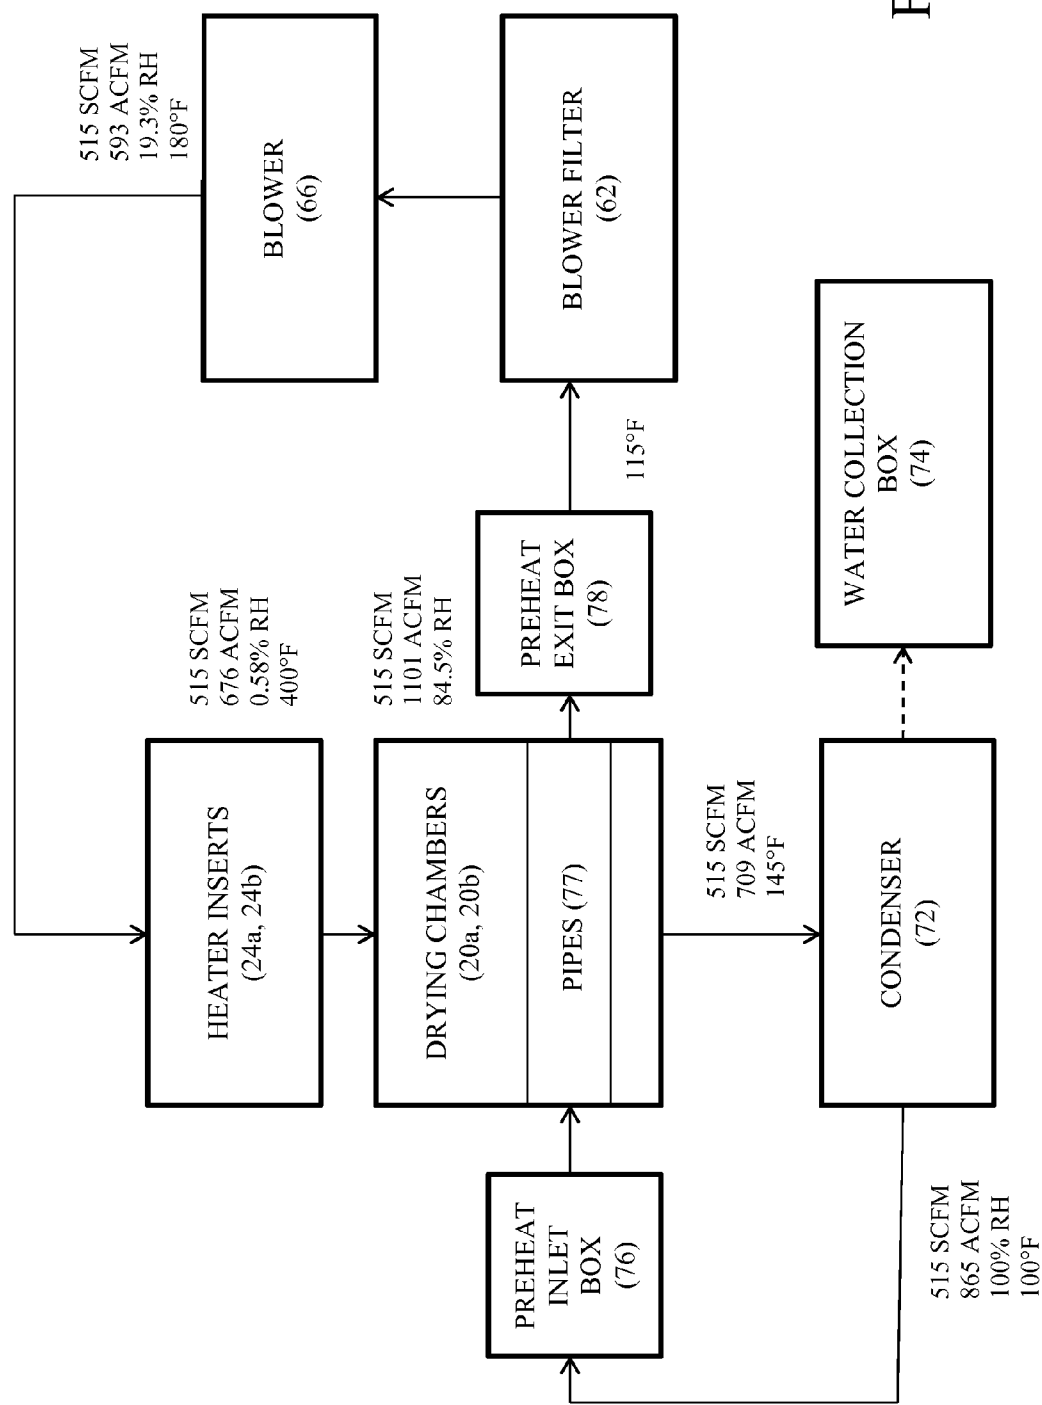 515 SCFM
593 ACFM
19.3% RH
180°F
HEATER INSERTS
(24a, 24b)
515 SCFM
676 ACFM
0.58% RH
400°F
BLOWER
(66)
DRYING CHAMBERS
(20a, 20b)
515 SCFM
1101 ACFM
84.5% RH
PREHEAT
INLET
BOX
(76)
PIPES (77)
PREHEAT
EXIT BOX
(78)
115°F
BLOWER FILTER
(62)
515 SCFM
709 ACFM
145°F
CONDENSER
(72)
WATER COLLECTION
BOX
(74)
515 SCFM
865 ACFM
100% RH
100°F